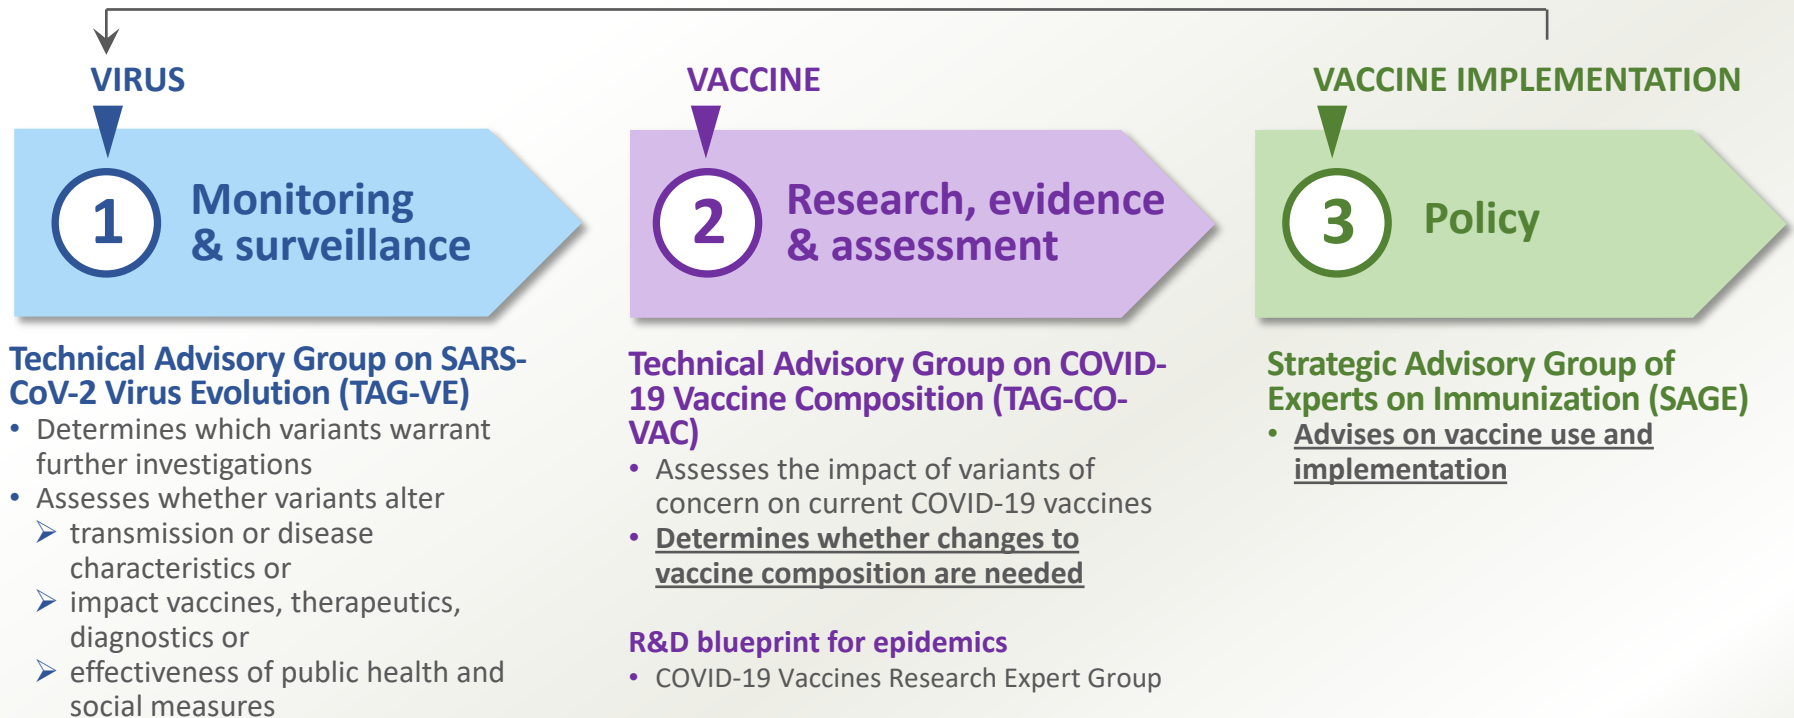 VIRUS
1
Monitoring
& surveillance
Technical Advisory Group on SARS-
CoV-2 Virus Evolution (TAG-VE)
• Determines which variants warrant
further investigations
• Assesses whether variants alter
➢ transmission or disease
characteristics or
➢ impact vaccines, therapeutics,
diagnostics or
➢ effectiveness of public health and
social measures
VACCINE
2
Research, evidence
& assessment
Technical Advisory Group on COVID-
19 Vaccine Composition (TAG-CO-
VAC)
• Assesses the impact of variants of
concern on current COVID-19 vaccines
• Determines whether changes to
vaccine composition are needed
R&D blueprint for epidemics
• COVID-19 Vaccines Research Expert Group
VACCINE IMPLEMENTATION
3
Policy
Strategic Advisory Group of
Experts on Immunization (SAGE)
• Advises on vaccine use and
implementation